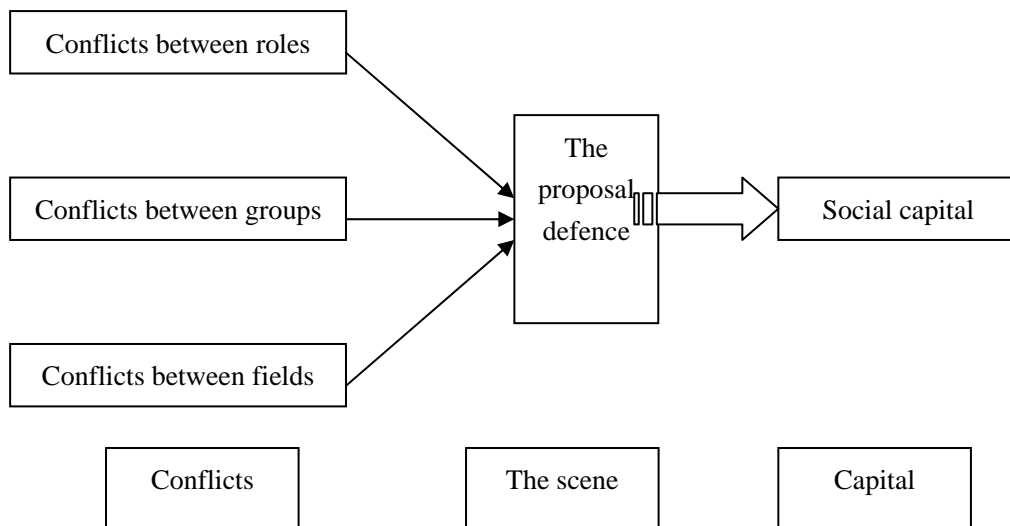 Conflicts between roles
Conflicts between groups
Conflicts between fields
The
proposal
defence
Social capital
Conflicts
The scene
Capital